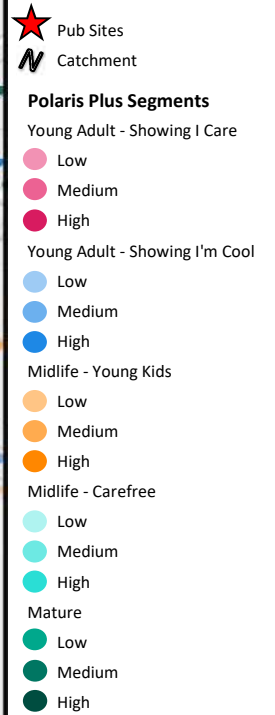 Pub Sites
Catchment
Polaris Plus Segments
Young Adult - Showing I Care
Low
Medium
High
Young Adult - Showing I'm Cool
Low
Medium
High
Midlife - Young Kids
Low
Medium
High
Midlife - Carefree
Low
Medium
High
Mature
Low
Medium
High